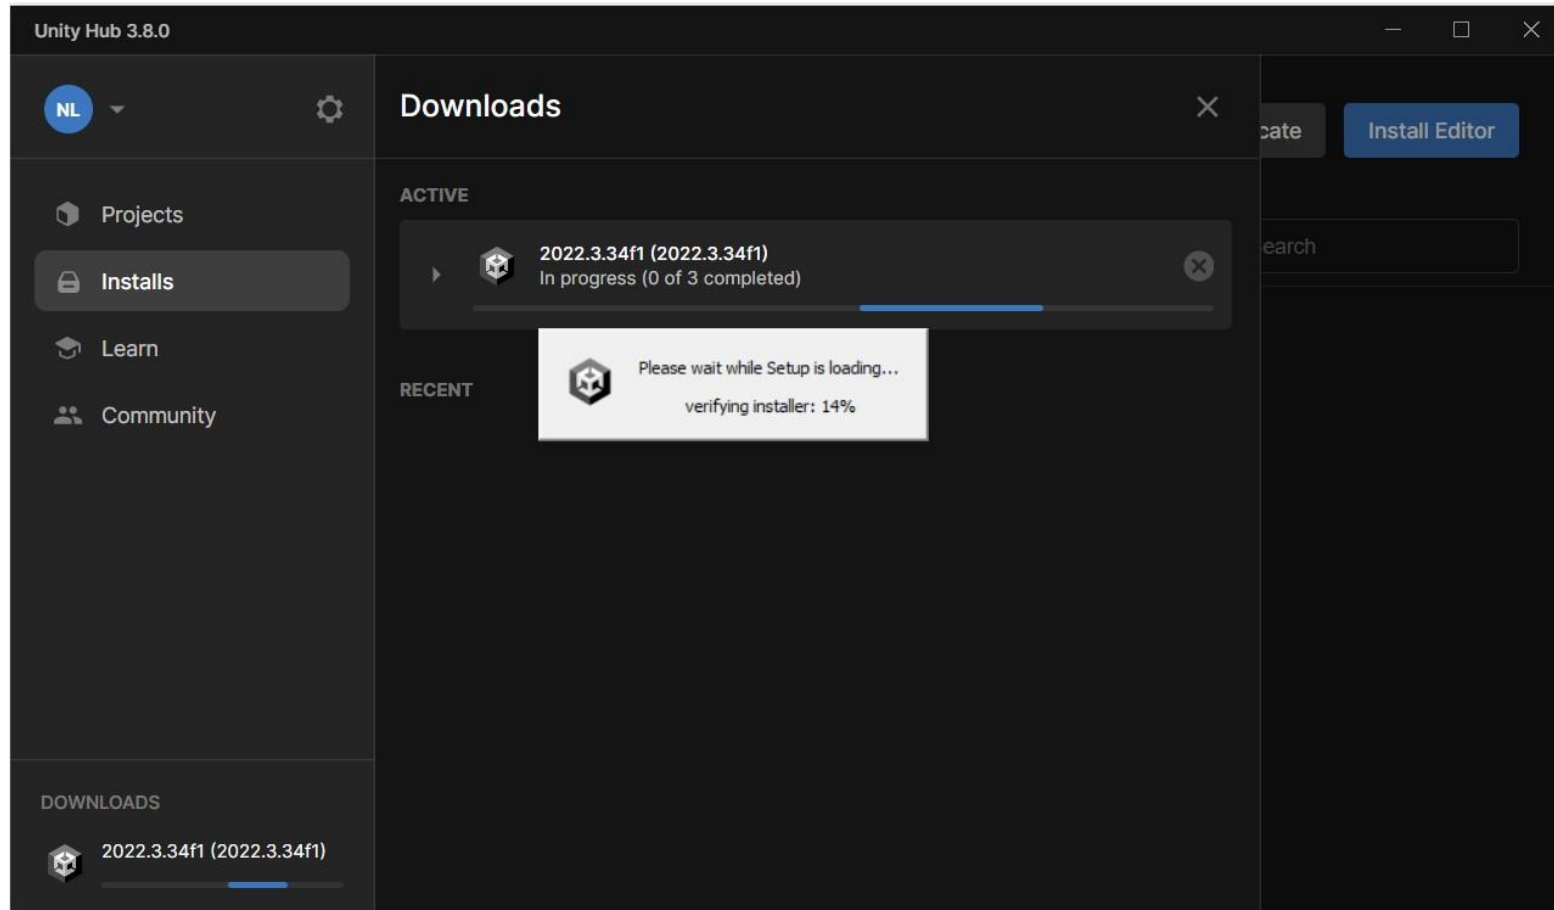 Unity Hub 3.8.0
NL
Projects
Installs
Learn
Community
DOWNLOADS
2022.3.34f1 (2022.3.34f1)
Downloads
ACTIVE
2022.3.34f1 (2022.3.34f1)
In progress (0 of 3 completed)
Please wait while Setup is loading...
verifying installer: 14%
RECENT
cate
Install Editor
earch